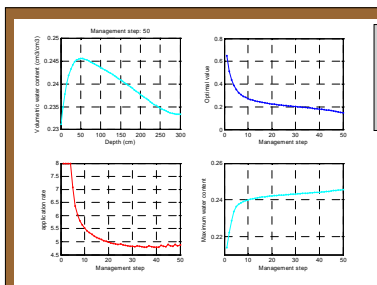 Management step: 50
Volumetric water content (cm3/cm3)
0.25
0.245
0.24
0.235
0.23
0 50 100 150 200 250 300
Depth (cm)
Optimal value
0.8
0.6
0.4
0.2
0
0 10 20 30 40 50
Management step
application rate
8
7.5
7
6.5
6
5.5
5
4.5
0 10 20 30 40 50
Management step
Maximum water content
0.26
0.24
0.22
0 10 20 30 40 50
Management step